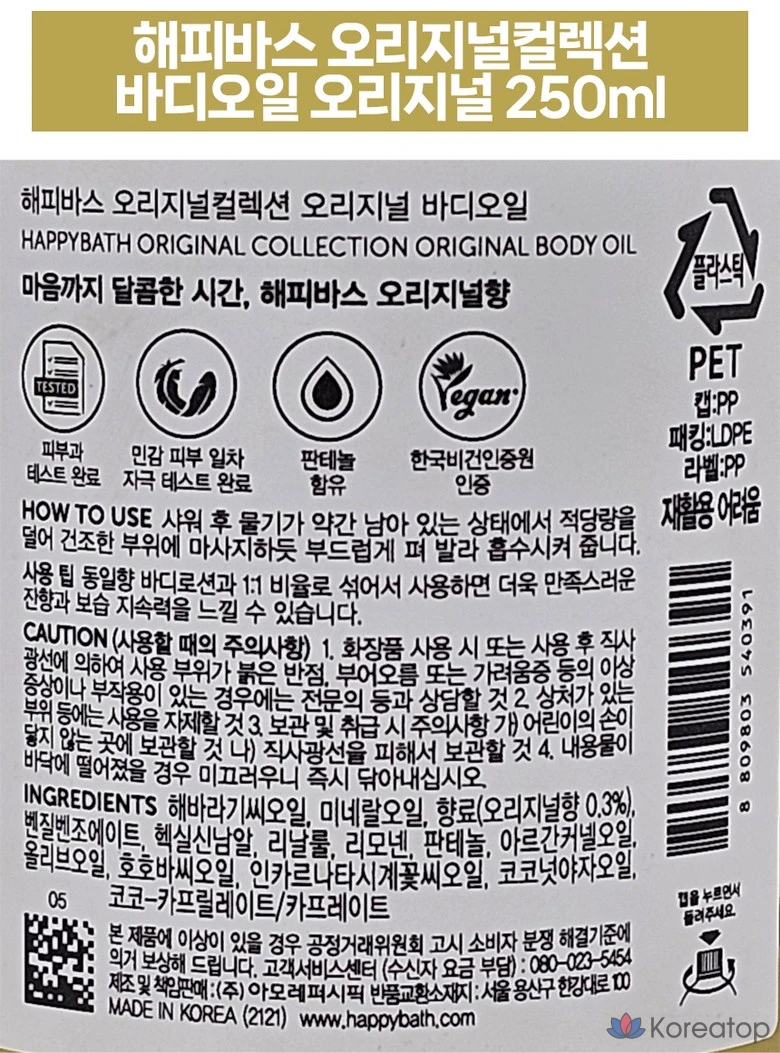 해피바스 오리지널컬렉션
바디오일 오리지널 250ml
해피바스 오리지널컬렉션 오리지널 바디오일
HAPPYBATH ORIGINAL COLLECTION ORIGINAL BODY OIL
마음까지 달콤한 시간, 해피바스 오리지널향
TESTED
피부과
테스트 완료
민감 피부 일차
자극 테스트 완료
판테놀
함유
Vegan
한국비건인증원
인증
플라스틱
PET
캡:PP
패킹:LDPE
라벨:PP
재활용 어려움
HOW TO USE 샤워 후 물기가 약간 남아 있는 상태에서 적당량을
덜어 건조한 부위에 마사지하듯 부드럽게 펴 발라 흡수시켜 줍니다.
사용 팁 동일향 바디로션과 1:1 비율로 섞어서 사용하면 더욱 만족스러운
잔향과 보습 지속력을 느낄 수 있습니다.
CAUTION (사용할 때의 주의사항) 1. 화장품 사용 시 또는 사용 후 직사
광선에 의하여 사용 부위가 붉은 반점, 부어오름 또는 가려움증 등의 이상
증상이나 부작용이 있는 경우에는 전문의 등과 상담할 것 2. 상처가 있는
부위 등에는 사용을 자제할 것 3. 보관 및 취급 시 주의사항 가) 어린이의 손이
닿지 않는 곳에 보관할 것 나) 직사광선을 피해서 보관할 것 4. 내용물이
바닥에 떨어졌을 경우 미끄러우니 즉시 닦아내십시오.
INGREDIENTS 해바라기씨오일, 미네랄오일, 향료(오리지널향 0.3%),
벤질벤조에이트, 헥실신남알, 리날룰, 리모넨, 판테놀, 아르간커넬오일,
올리브오일, 호호바씨오일, 인카르나타시계꽃씨오일, 코코넛야자오일,
코코-카프릴레이트/카프레이트
05
본 제품에 이상이 있을 경우 공정거래위원회 고시 소비자 분쟁 해결기준에
의거 보상해 드립니다. 고객서비스센터 (수신자 요금 부담) : 080-023-5454
제조 및 책임판매 : (주) 아모레퍼시픽 반품교환소재지 : 서울 용산구 한강대로 100
MADE IN KOREA (2121) www.happybath.com
8 809803 540391
캡을 누르면서
돌려주세요.
Koreatop